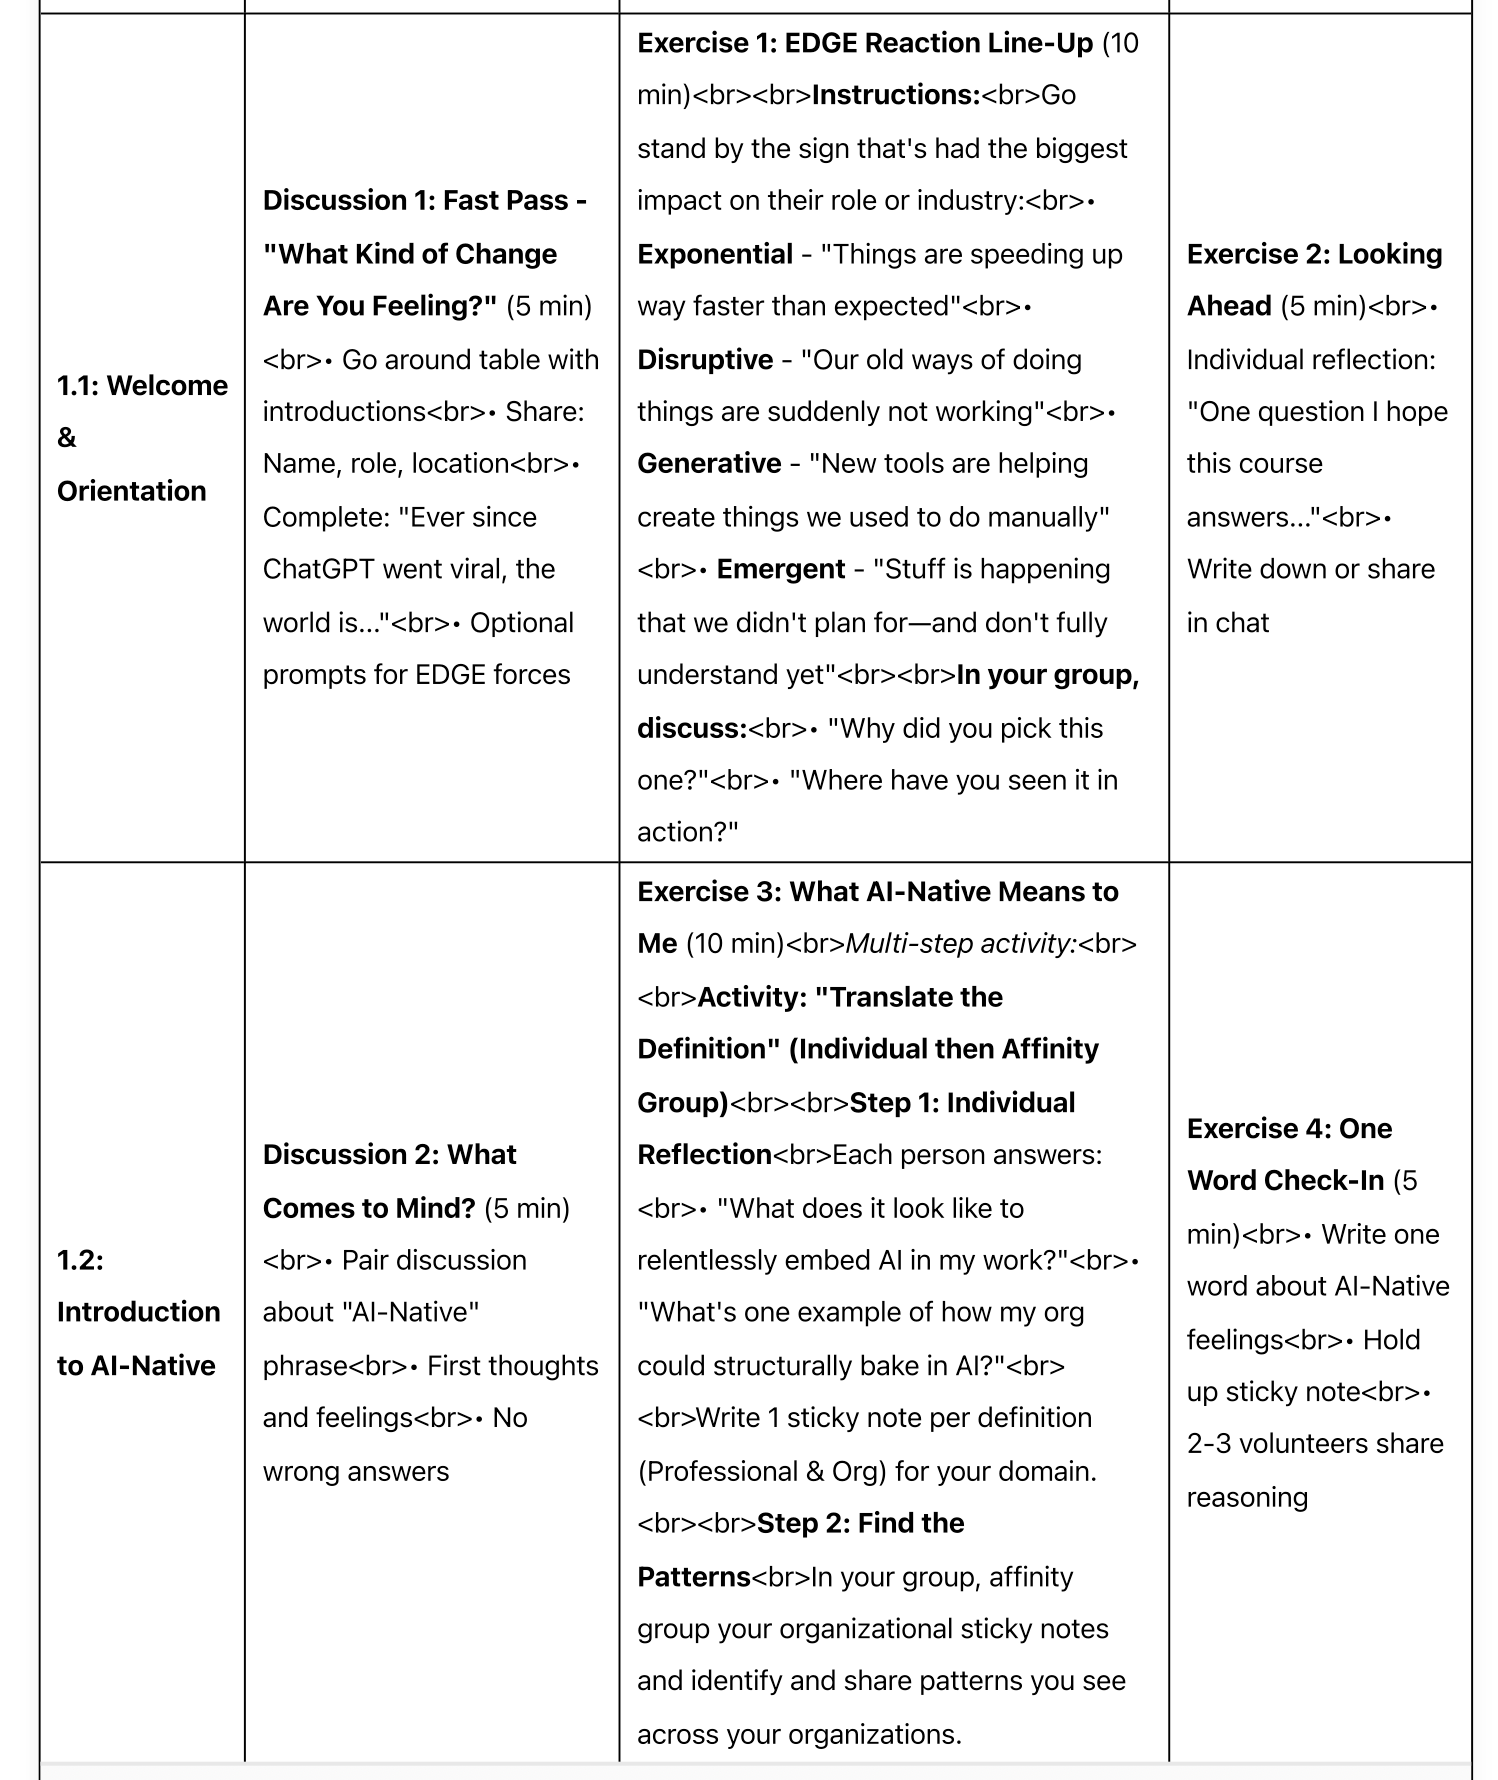 1.1: Welcome
&
Orientation
Discussion 1: Fast Pass -
"What Kind of Change
Are You Feeling?" (5 min)
<br>• Go around table with
introductions<br>• Share:
Name, role, location<br>•
Complete: "Ever since
ChatGPT went viral, the
world is..."<br>• Optional
prompts for EDGE forces
Exercise 1: EDGE Reaction Line-Up (10
min)<br><br>Instructions:<br>Go
stand by the sign that's had the biggest
impact on their role or industry:<br>•
Exponential - "Things are speeding up
way faster than expected"<br>•
Disruptive - "Our old ways of doing
things are suddenly not working"<br>•
Generative - "New tools are helping
create things we used to do manually"
<br>• Emergent - "Stuff is happening
that we didn't plan for—and don't fully
understand yet"<br><br>In your group,
discuss:<br>• "Why did you pick this
one?"<br>• "Where have you seen it in
action?"
Exercise 2: Looking
Ahead (5 min)<br>•
Individual reflection:
"One question I hope
this course
answers..."<br>•
Write down or share
in chat
1.2:
Introduction
to AI-Native
Discussion 2: What
Comes to Mind? (5 min)
<br>• Pair discussion
about "AI-Native"
phrase<br>• First thoughts
and feelings<br>• No
wrong answers
Exercise 3: What AI-Native Means to
Me (10 min)<br>Multi-step activity:<br>
<br>Activity: "Translate the
Definition" (Individual then Affinity
Group)<br><br>Step 1: Individual
Reflection<br>Each person answers:
<br>• "What does it look like to
relentlessly embed AI in my work?"<br>•
"What's one example of how my org
could structurally bake in AI?"<br>
<br>Write 1 sticky note per definition
(Professional & Org) for your domain.
<br><br>Step 2: Find the
Patterns<br>In your group, affinity
group your organizational sticky notes
and identify and share patterns you see
across your organizations.
Exercise 4: One
Word Check-In (5
min)<br>• Write one
word about AI-Native
feelings<br>• Hold
up sticky note<br>•
2-3 volunteers share
reasoning